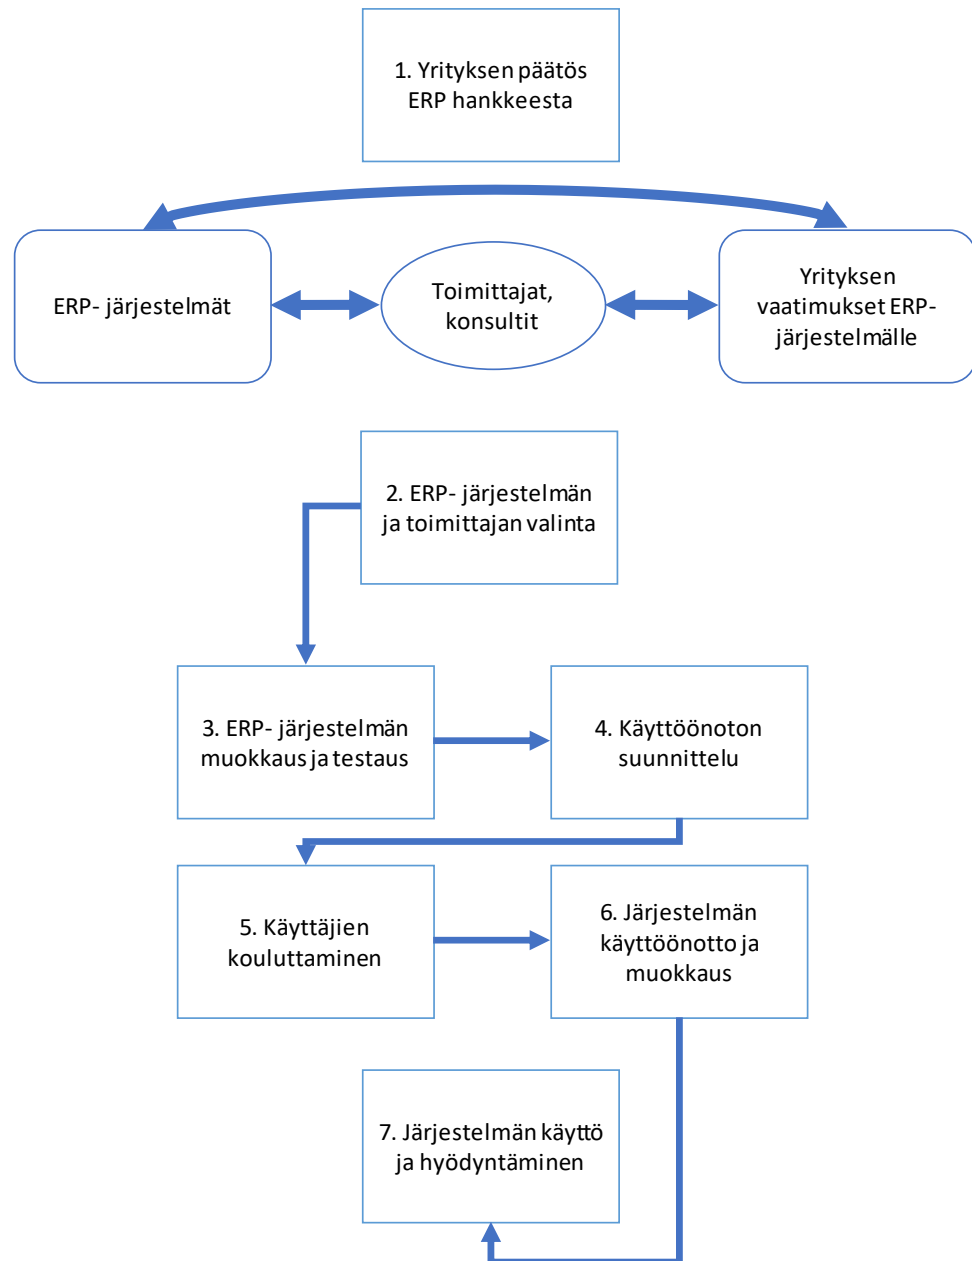 1. Yrityksen päätös
ERP hankkeesta
ERP- järjestelmät
Toimittajat,
konsultit
Yrityksen
vaatimukset ERP-
järjestelmälle
2. ERP- järjestelmän
ja toimittajan valinta
3. ERP- järjestelmän
muokkaus ja testaus
4. Käyttöönoton
suunnittelu
5. Käyttäjien
kouluttaminen
6. Järjestelmän
käyttöönotto ja
muokkaus
7. Järjestelmän käyttö
ja hyödyntäminen